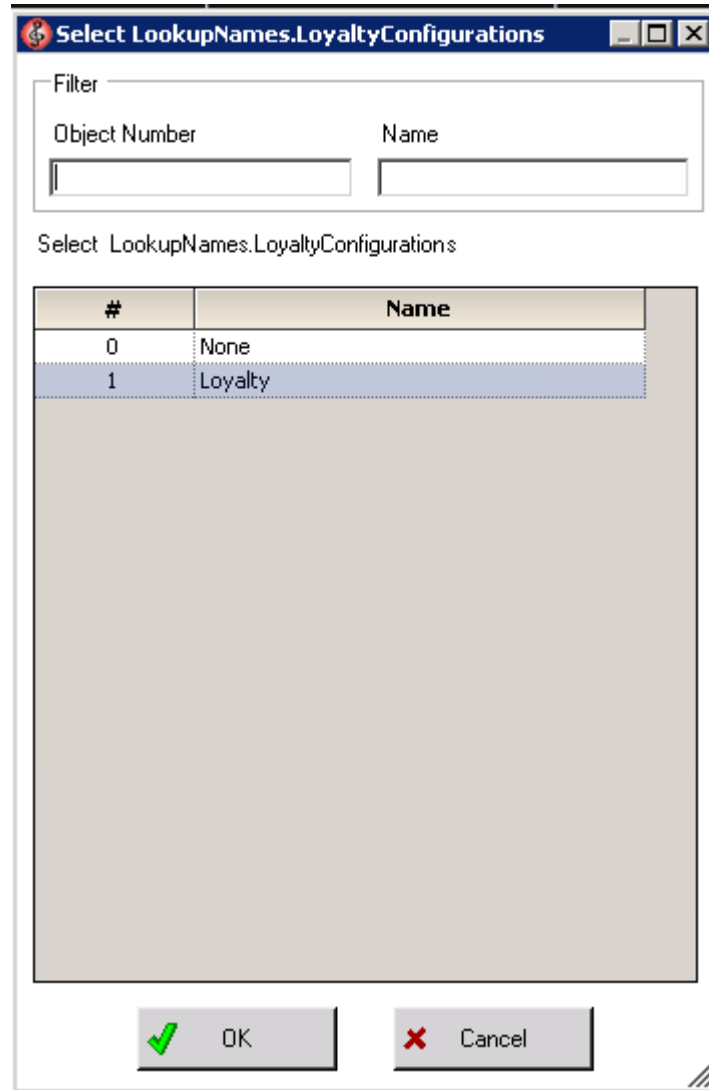 Select LookupNames.LoyaltyConfigurations
Filter
Object Number Name
Select LookupNames.LoyaltyConfigurations
# Name
0 None
1 Loyalty
OK Cancel